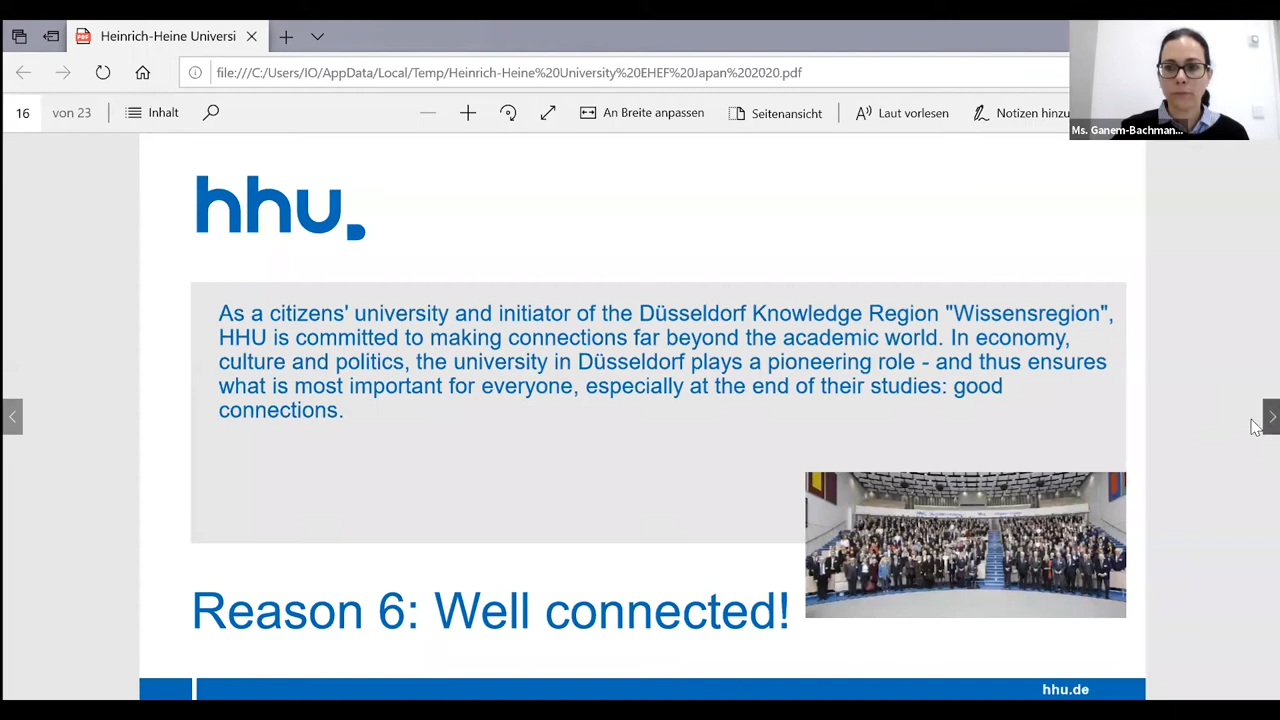 Heinrich-Heine Universi
file:///C:/Users/IO/AppData/Local/Temp/Heinrich-Heine%20University%20EHEF%20Japan%202020.pdf
16 von 23 Inhalt An Breite anpassen Seitenansicht Laut vorlesen Notizen hinzu
Ms. Ganem-Bachman...
hhu.
As a citizens' university and initiator of the Düsseldorf Knowledge Region "Wissensregion",
HHU is committed to making connections far beyond the academic world. In economy,
culture and politics, the university in Düsseldorf plays a pioneering role - and thus ensures
what is most important for everyone, especially at the end of their studies: good
connections.
Reason 6: Well connected!
hhu.de